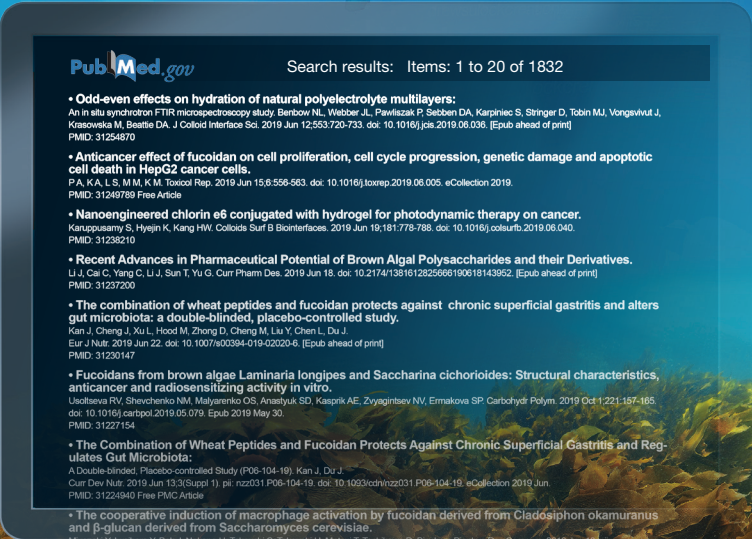 PubMed.gov
Search results: Items: 1 to 20 of 1832
• Odd-even effects on hydration of natural polyelectrolyte multilayers:
An in situ synchrotron FTIR microspectroscopy study. Benbow NL, Webber JL, Pawliszak P, Sebben DA, Karpiniec S, Stringer D, Tobin MJ, Vongsvivut J,
Krasowska M, Beattie DA. J Colloid Interface Sci. 2019 Jun 12;553:720-733. doi: 10.1016/j.jcis.2019.06.036. [Epub ahead of print]
PMID: 31254870
• Anticancer effect of fucoidan on cell proliferation, cell cycle progression, genetic damage and apoptotic
cell death in HepG2 cancer cells.
P A, K A, L S, M M, K M. Toxicol Rep. 2019 Jun 15;6:556-563. doi: 10.1016/j.toxrep.2019.06.005. eCollection 2019.
PMID: 31249789 Free Article
• Nanoengineered chlorin e6 conjugated with hydrogel for photodynamic therapy on cancer.
Karuppusamy S, Hyejin K, Kang HW. Colloids Surf B Biointerfaces. 2019 Jun 19;181:778-788. doi: 10.1016/j.colsurfb.2019.06.040.
PMID: 31238210
• Recent Advances in Pharmaceutical Potential of Brown Algal Polysaccharides and their Derivatives.
Li J, Cai C, Yang C, Li J, Sun T, Yu G. Curr Pharm Des. 2019 Jun 18. doi: 10.2174/1381612825666190618143952. [Epub ahead of print]
PMID: 31237200
• The combination of wheat peptides and fucoidan protects against chronic superficial gastritis and alters
gut microbiota: a double-blinded, placebo-controlled study.
Kan J, Cheng J, Xu L, Hood M, Zhong D, Cheng M, Liu Y, Chen L, Du J.
Eur J Nutr. 2019 Jun 22. doi: 10.1007/s00394-019-02020-6. [Epub ahead of print]
PMID: 31230147
• Fucoidans from brown algae Laminaria longipes and Saccharina cichorioides: Structural characteristics,
anticancer and radiosensitizing activity in vitro.
Usoltseva RV, Shevchenko NM, Malyarenko OS, Anastyuk SD, Kasprik AE, Zvyagintsev NV, Ermakova SP. Carbohydr Polym. 2019 Oct 1;221:157-165.
doi: 10.1016/j.carbpol.2019.05.079. Epub 2019 May 30.
PMID: 31227154
• The Combination of Wheat Peptides and Fucoidan Protects Against Chronic Superficial Gastritis and Reg-
ulates Gut Microbiota:
A Double-blinded, Placebo-controlled Study (P06-104-19). Kan J, Du J.
Curr Dev Nutr. 2019 Jun 13;3(Suppl 1). pii: nzz031.P06-104-19. doi: 10.1093/cdn/nzz031.P06-104-19. eCollection 2019 Jun.
PMID: 31224940 Free PMC Article
• The cooperative induction of macrophage activation by fucoidan derived from Cladosiphon okamuranus
and β-glucan derived from Saccharomyces cerevisiae.